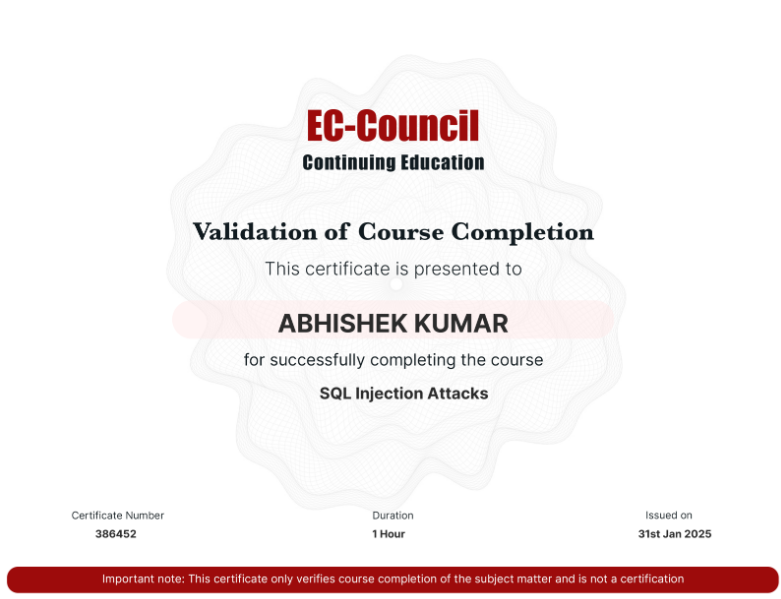 EC-Council
Continuing Education
Validation of Course Completion
This certificate is presented to
ABHISHEK KUMAR
for successfully completing the course
SQL Injection Attacks
Certificate Number
386452
Duration
1 Hour
Issued on
31st Jan 2025
Important note: This certificate only verifies course completion of the subject matter and is not a certification